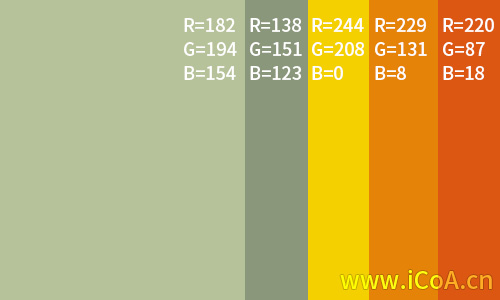 R=182 R=138 R=244 R=229 R=220
G=194 G=151 G=208 G=131 G=87
B=154 B=123 B=0 B=8 B=18
www.iCoA.cn